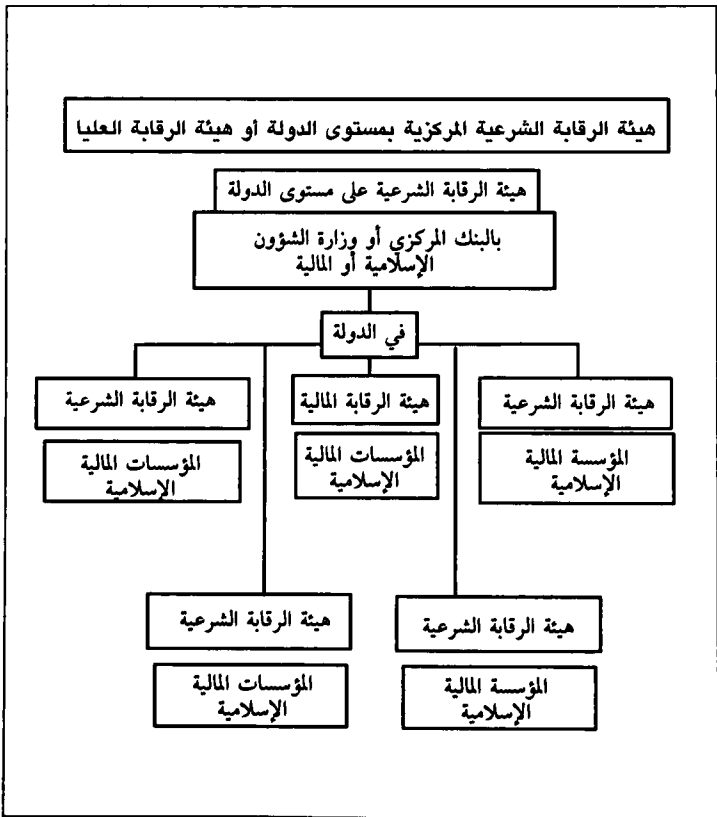 هيئة الرقابة الشرعية المركزية بمستوى الدولة أو هيئة الرقابة العليا
هيئة الرقابة الشرعية على مستوى الدولة
بالبنك المركزي أو وزارة الشؤون
الإسلامية أو المالية
في الدولة
هيئة الرقابة الشرعية
المؤسسة المالية
الإسلامية
هيئة الرقابة المالية
المؤسسات المالية
الإسلامية
هيئة الرقابة الشرعية
المؤسسات المالية
الإسلامية
هيئة الرقابة الشرعية
المؤسسة المالية
الإسلامية
هيئة الرقابة الشرعية
المؤسسات المالية
الإسلامية